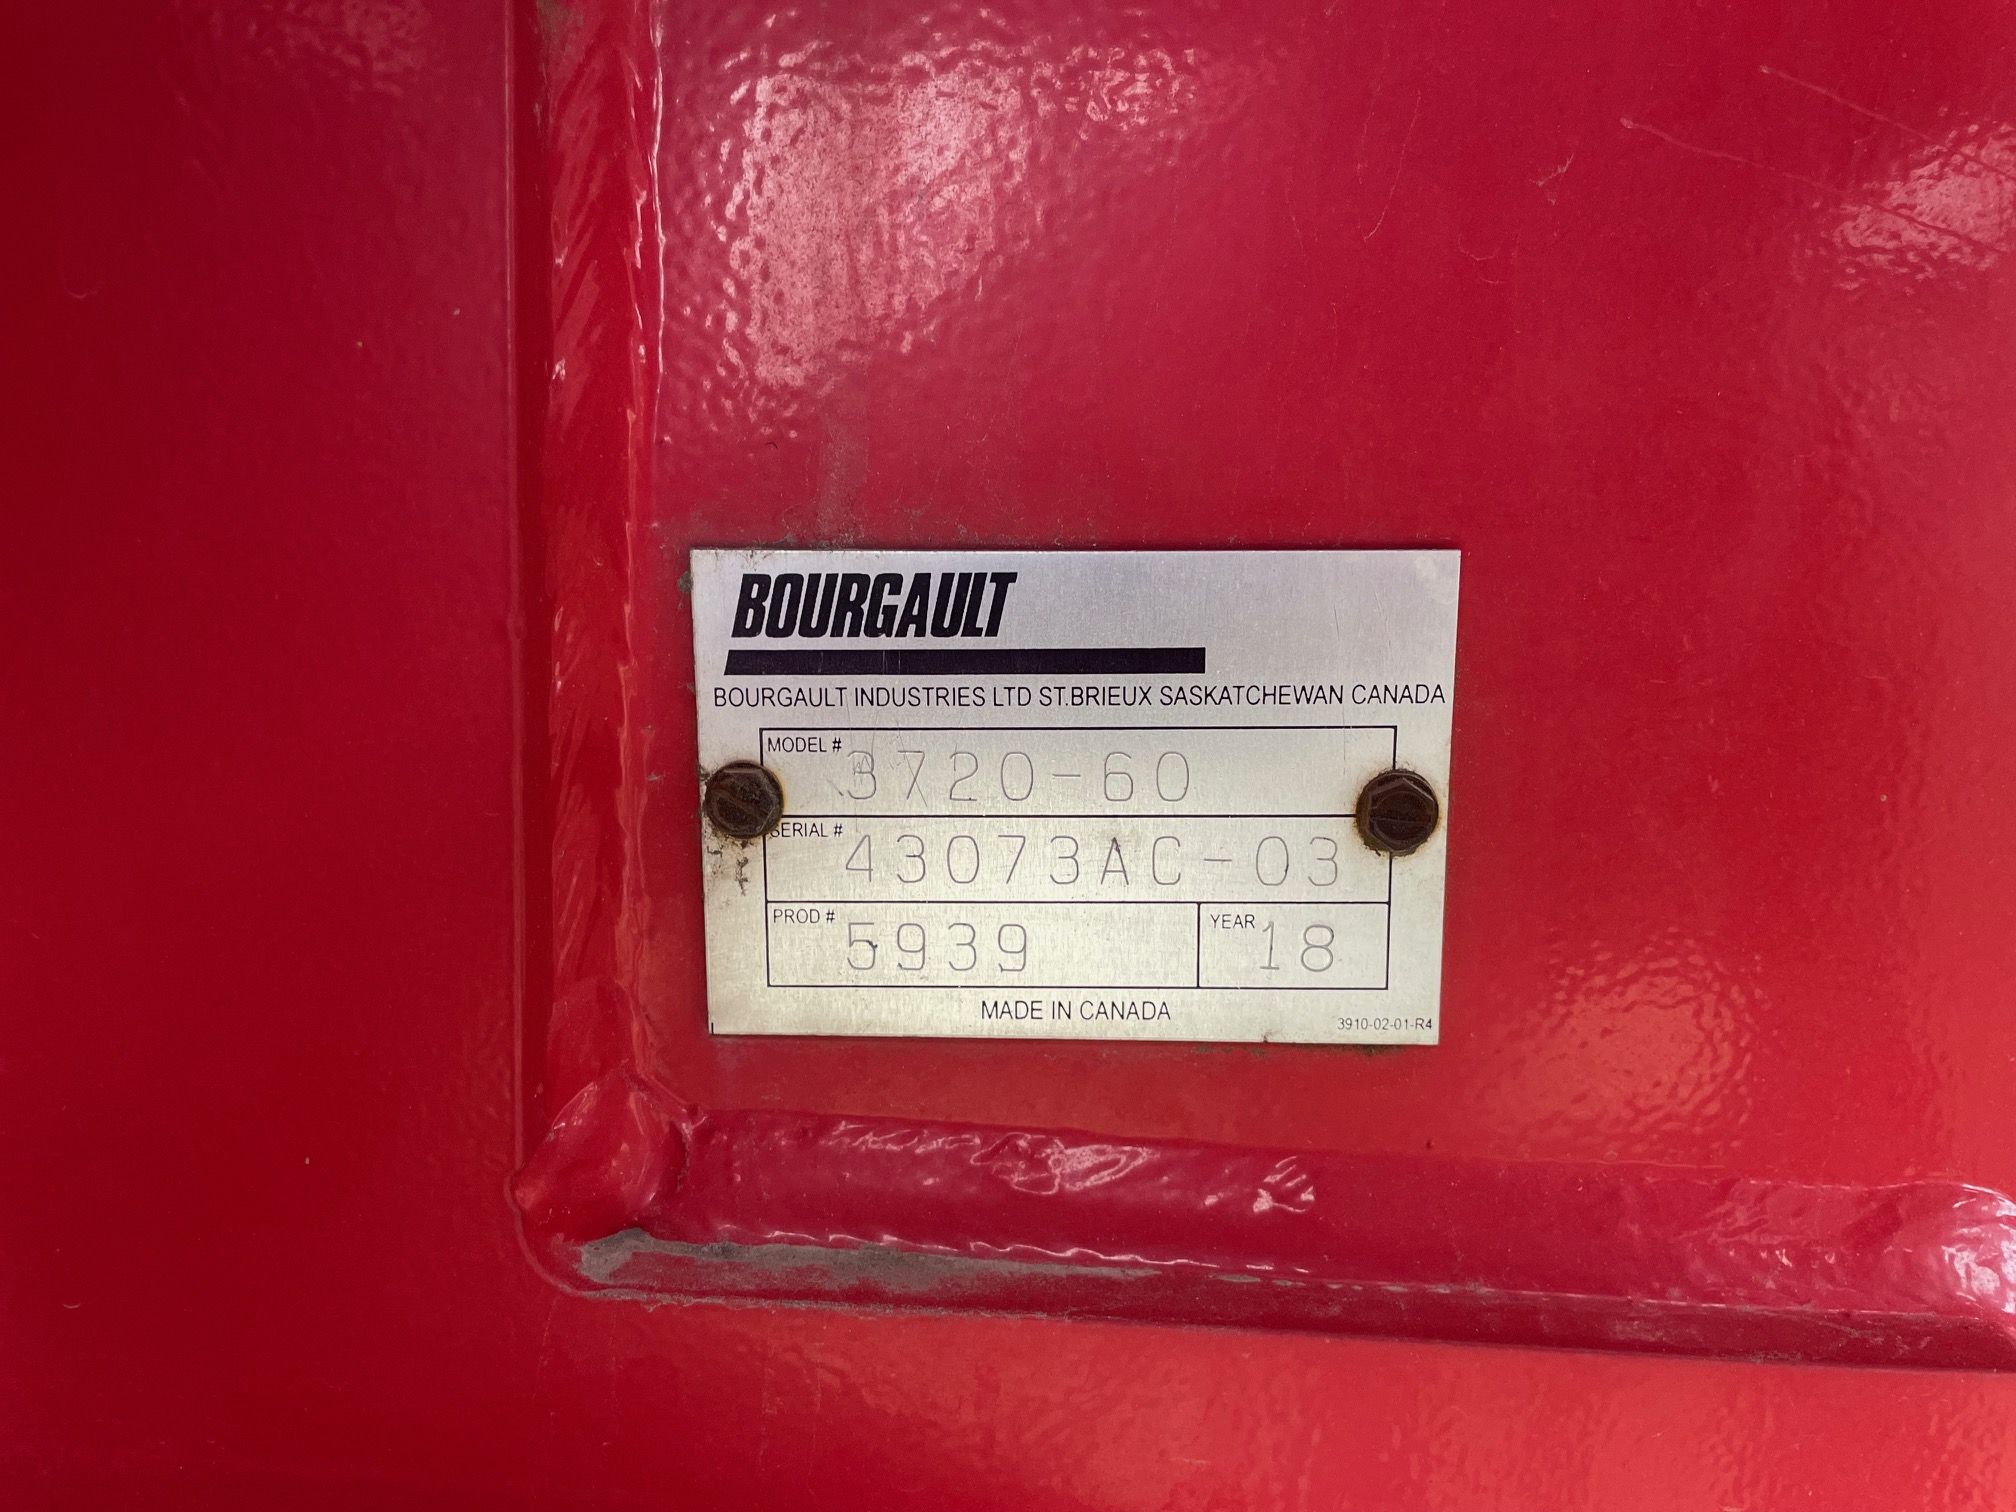 BOURGAULT
BOURGAULT INDUSTRIES LTD ST.BRIEUX SASKATCHEWAN CANADA
MODEL # 3720-60
SERIAL # 43073AC-03
PROD # 5939 YEAR 18
MADE IN CANADA
3910-02-01-R4